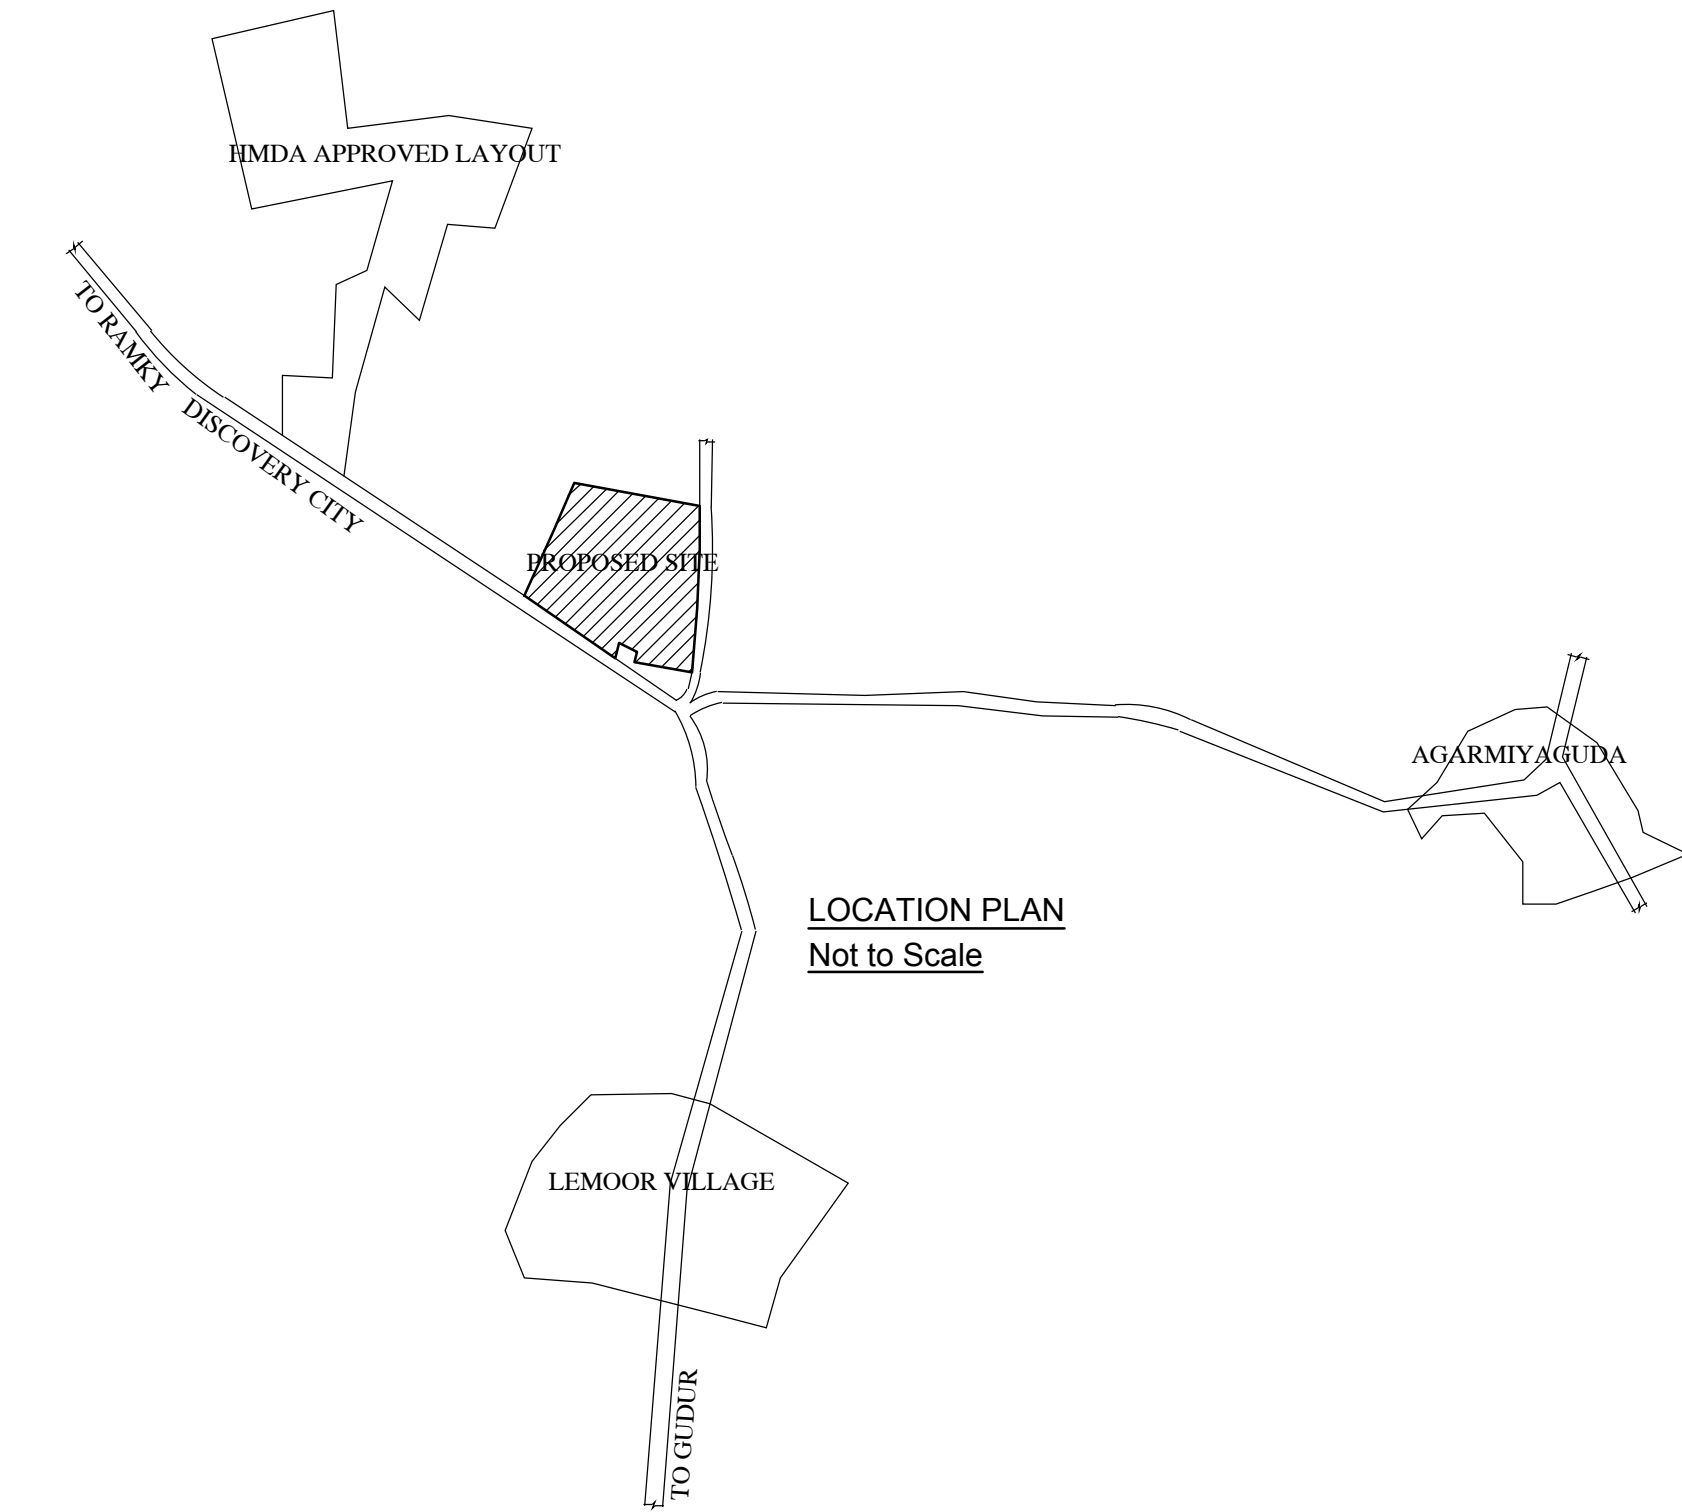 HMDA APPROVED LAYOUT
TO RAMKY DISCOVERY CITY
PROPOSED SITE
AGARMIYAGUDA
LOCATION PLAN
Not to Scale
LEMOOR VILLAGE
TO GUDUR